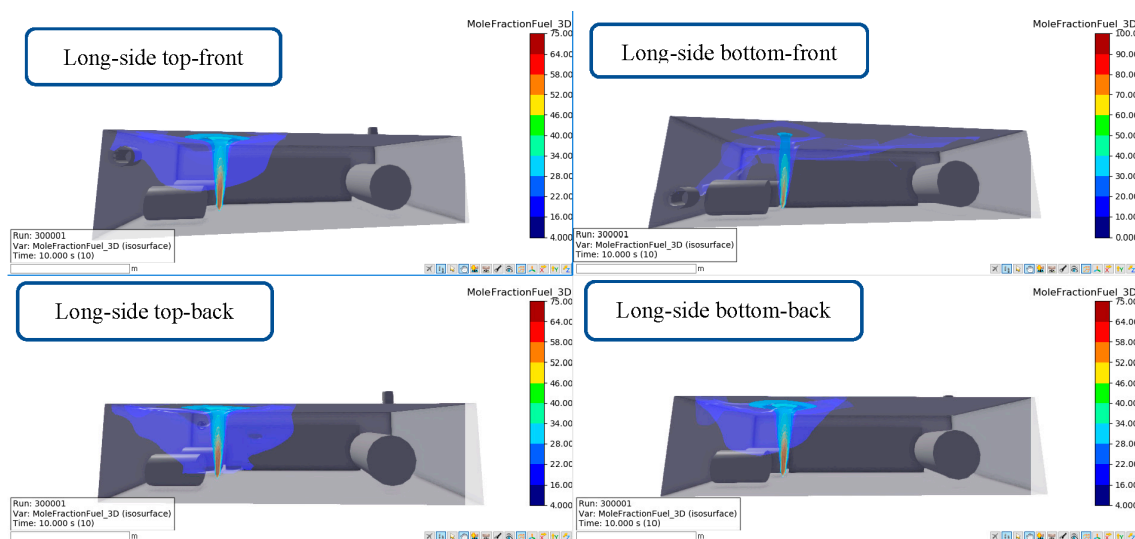 MoleFractionFuel_3D
75.00
64.00
58.00
52.00
46.00
40.00
34.00
28.00
22.00
16.00
4.000
Long-side top-front
Run: 300001
Var: MoleFractionFuel_3D (isosurface)
Time: 10.000 s (10)
m
MoleFractionFuel_3D
100.0
90.00
80.00
70.00
60.00
50.00
40.00
30.00
20.00
10.00
0.000
Long-side bottom-front
Run: 300001
Var: MoleFractionFuel_3D (isosurface)
Time: 10.000 s (10)
m
MoleFractionFuel_3D
75.00
64.00
58.00
52.00
46.00
40.00
34.00
28.00
22.00
16.00
4.000
Long-side top-back
Run: 300001
Var: MoleFractionFuel_3D (isosurface)
Time: 10.000 s (10)
m
MoleFractionFuel_3D
75.00
64.00
58.00
52.00
46.00
40.00
34.00
28.00
22.00
16.00
4.000
Long-side bottom-back
Run: 300001
Var: MoleFractionFuel_3D (isosurface)
Time: 10.000 s (10)
m